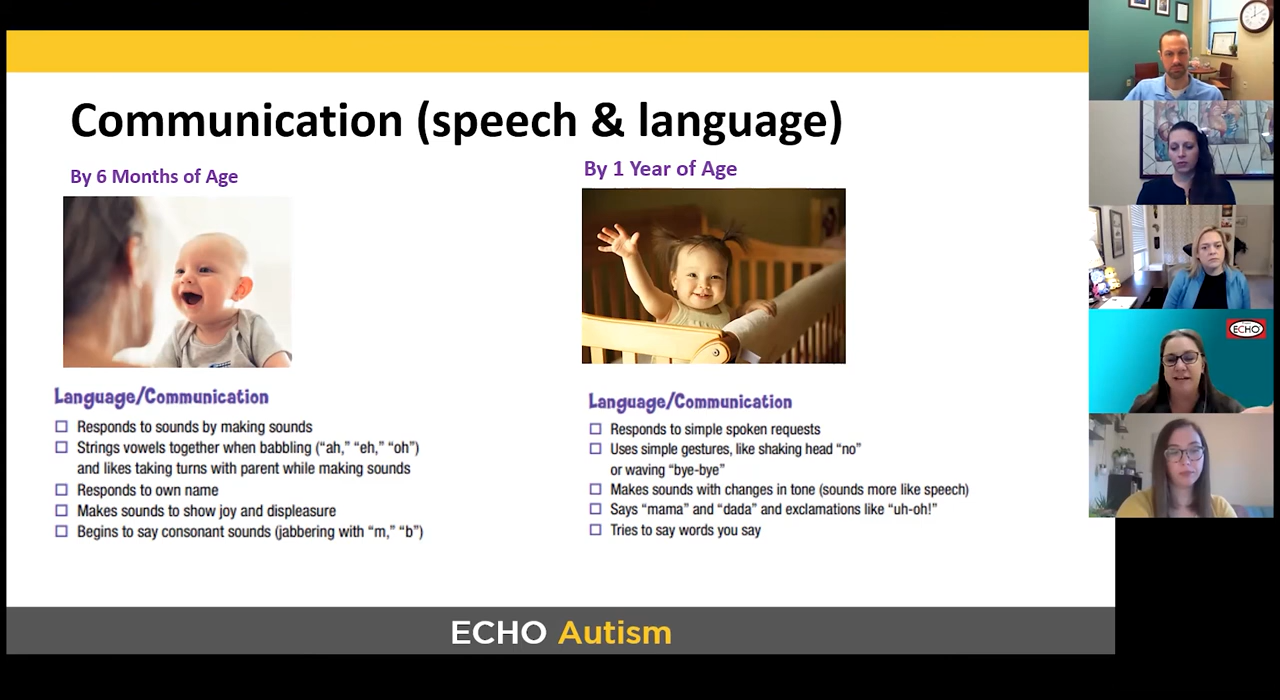 Communication (speech & language)
By 6 Months of Age
Language/Communication
Responds to sounds by making sounds
Strings vowels together when babbling (“ah,” “eh,” “oh”)
and likes taking turns with parent while making sounds
Responds to own name
Makes sounds to show joy and displeasure
Begins to say consonant sounds (jabbering with “m,” “b”)
By 1 Year of Age
Language/Communication
Responds to simple spoken requests
Uses simple gestures, like shaking head “no”
or waving “bye-bye”
Makes sounds with changes in tone (sounds more like speech)
Says “mama” and “dada” and exclamations like “uh-oh!”
Tries to say words you say
ECHO Autism
ECHO